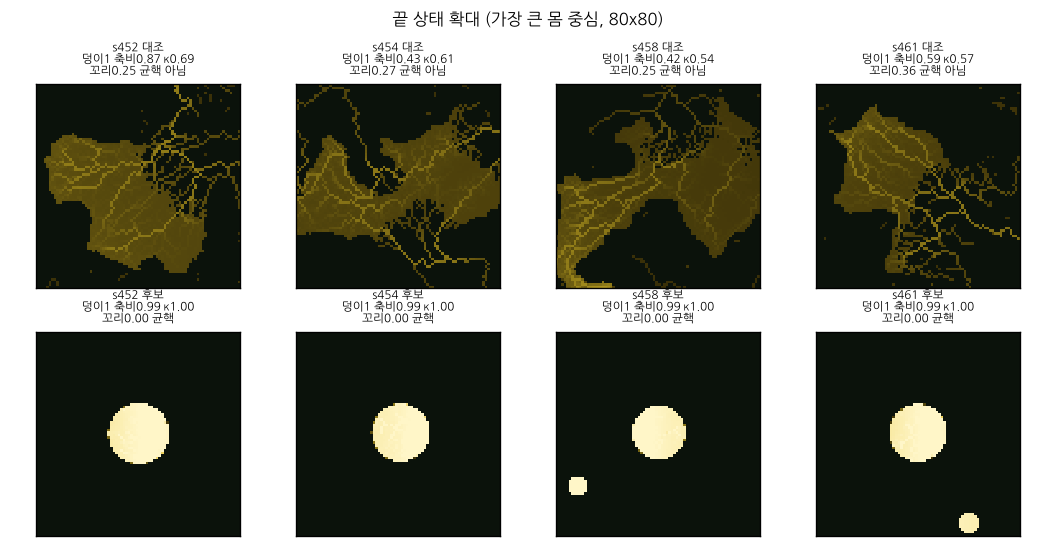 끝 상태 확대 (가장 큰 몸 중심, 80x80)
s452 대조
덩이1 축비0.87 κ0.69
꼬리0.25 균핵 아님
s454 대조
덩이1 축비0.43 κ0.61
꼬리0.27 균핵 아님
s458 대조
덩이1 축비0.42 κ0.54
꼬리0.25 균핵 아님
s461 대조
덩이1 축비0.59 κ0.57
꼬리0.36 균핵 아님
s452 후보
덩이1 축비0.99 κ1.00
꼬리0.00 균핵
s454 후보
덩이1 축비0.99 κ1.00
꼬리0.00 균핵
s458 후보
덩이1 축비0.99 κ1.00
꼬리0.00 균핵
s461 후보
덩이1 축비0.99 κ1.00
꼬리0.00 균핵